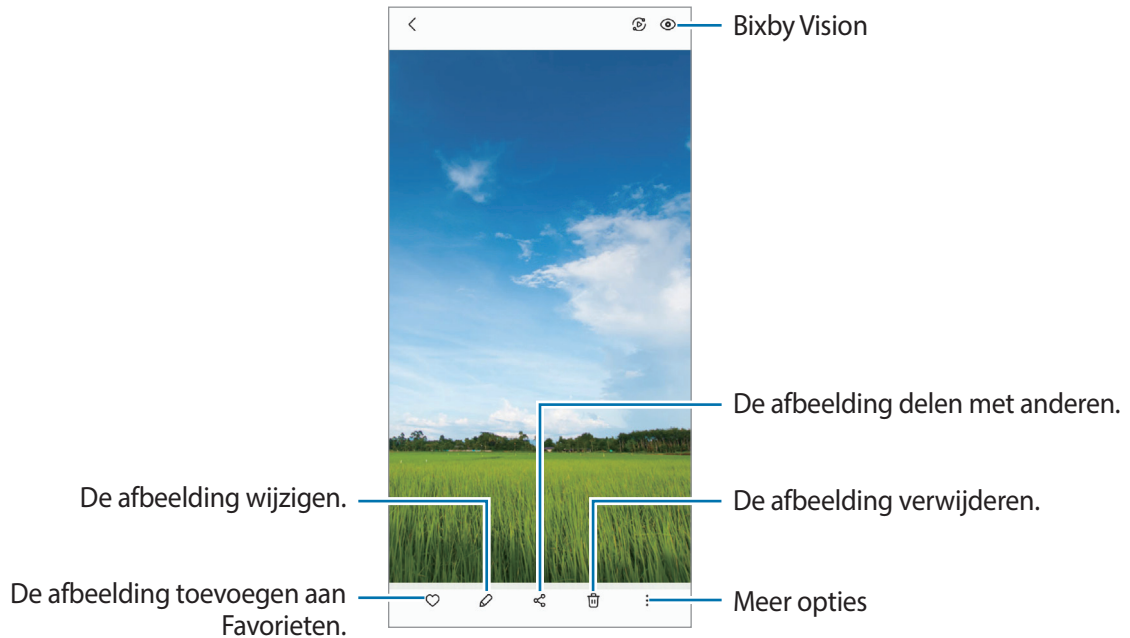 Bixby Vision
De afbeelding delen met anderen.
De afbeelding wijzigen.
De afbeelding verwijderen.
De afbeelding toevoegen aan
Favorieten.
Meer opties